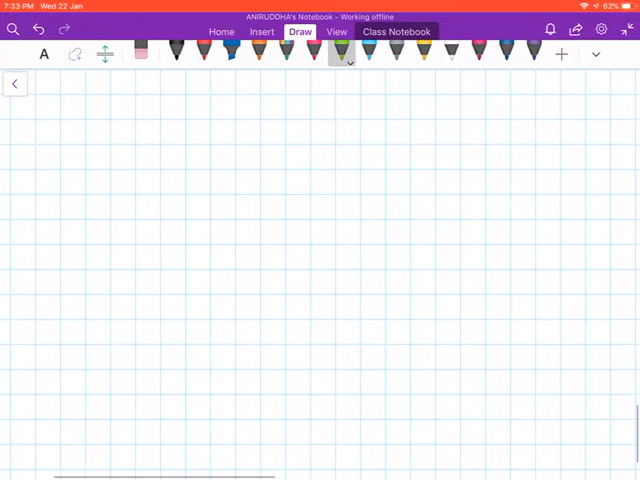 7:33 PM Wed 22 Jan 62%
ANIRUDDHA's Notebook - Working offline
Home Insert Draw View Class Notebook
A